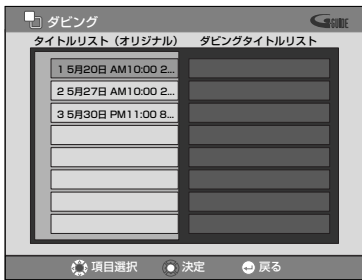 ダビング
G GUIDE
タイトルリスト（オリジナル） ダビングタイトルリスト
1 5月20日 AM10:00 2...
2 5月27日 AM10:00 2...
3 5月30日 PM11:00 8...
項目選択 決定 戻る